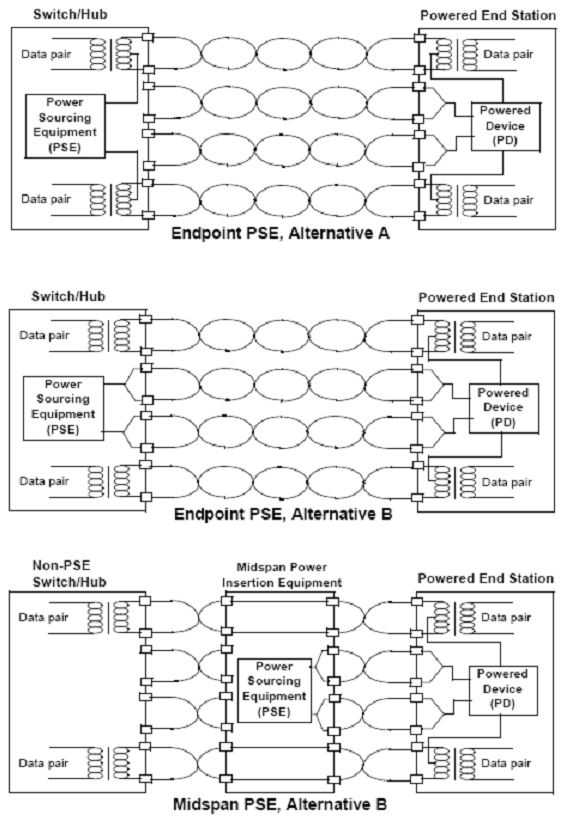 Switch/Hub
Powered End Station
Data pair
Data pair
Power
Sourcing
Equipment
(PSE)
Powered
Device
(PD)
Data pair
Data pair
Endpoint PSE, Alternative A
Switch/Hub
Powered End Station
Data pair
Data pair
Power
Sourcing
Equipment
(PSE)
Powered
Device
(PD)
Data pair
Data pair
Endpoint PSE, Alternative B
Non-PSE
Switch/Hub
Midspan Power
Insertion Equipment
Powered End Station
Data pair
Data pair
Power
Sourcing
Equipment
(PSE)
Powered
Device
(PD)
Data pair
Data pair
Midspan PSE, Alternative B